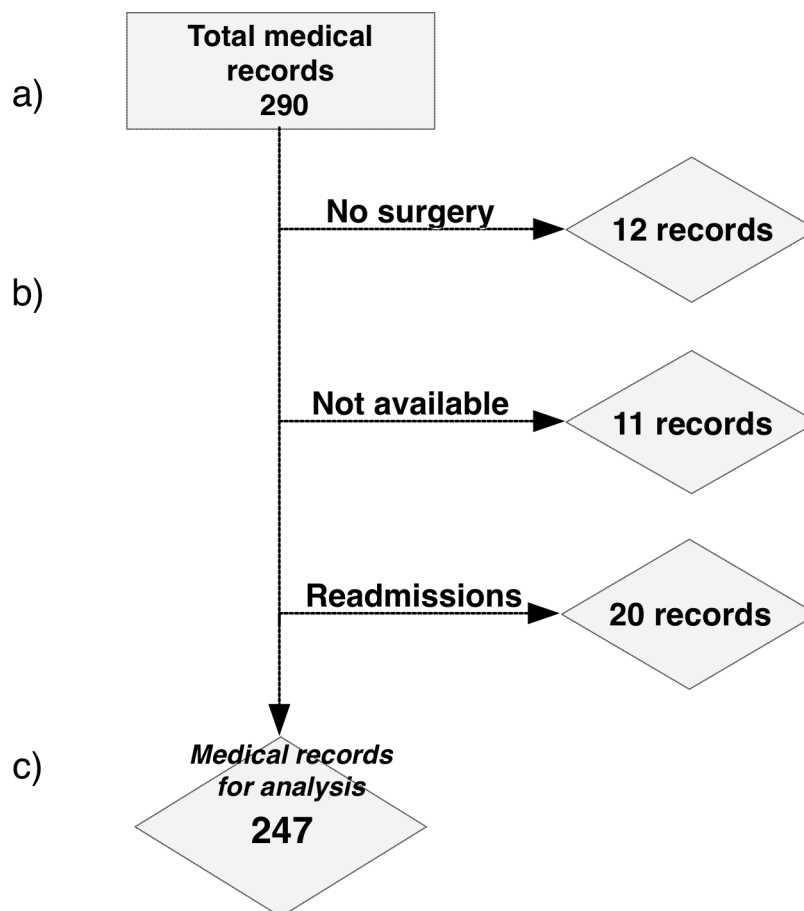 Total medical
records
a)
290
No surgery
12 records
b)
Not available
11 records
Readmissions
20 records
Medical records
c)
for analysis
247